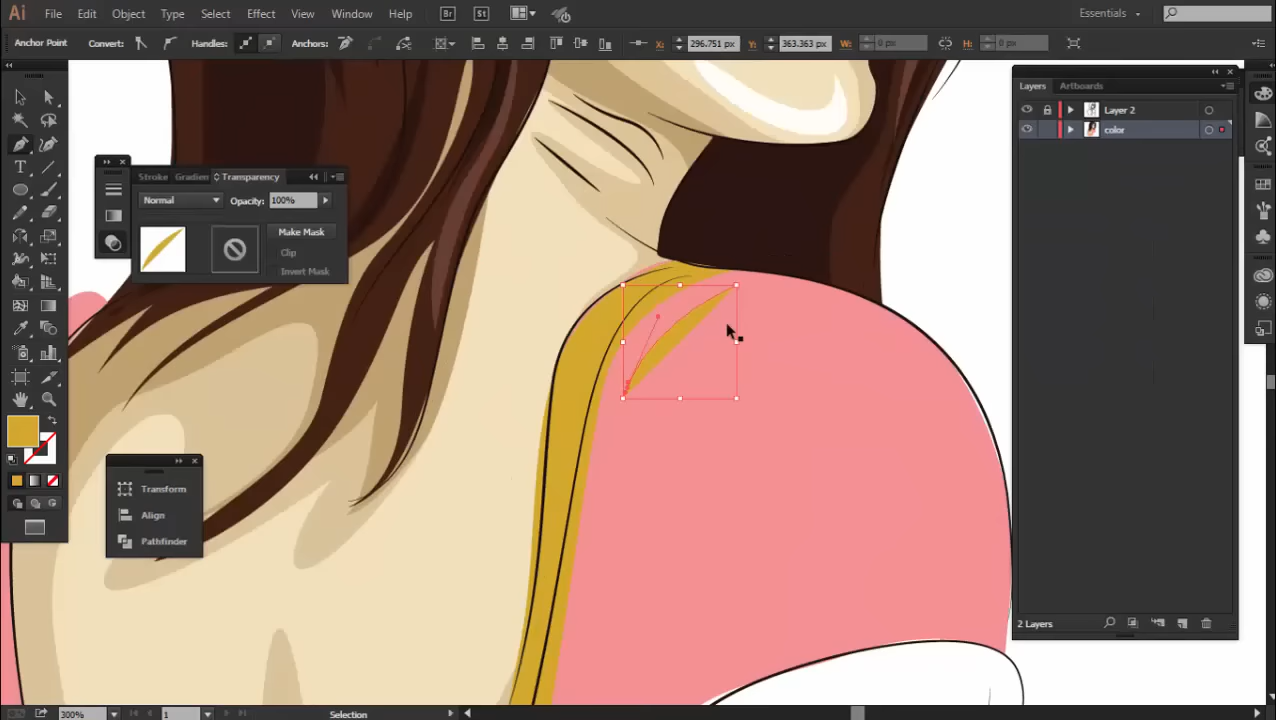 Ai File Edit Object Type Select Effect View Window Help Br St Essentials
Anchor Point Convert: Handles: Anchors: X: 296.751 px Y: 363.363 px W: 0 px H: 0 px
Layers Artboards
Layer 2
color
Stroke Gradien Transparency
Normal Opacity: 100%
Make Mask
Clip
Invert Mask
Transform
Align
Pathfinder
2 Layers
300% 1 Selection